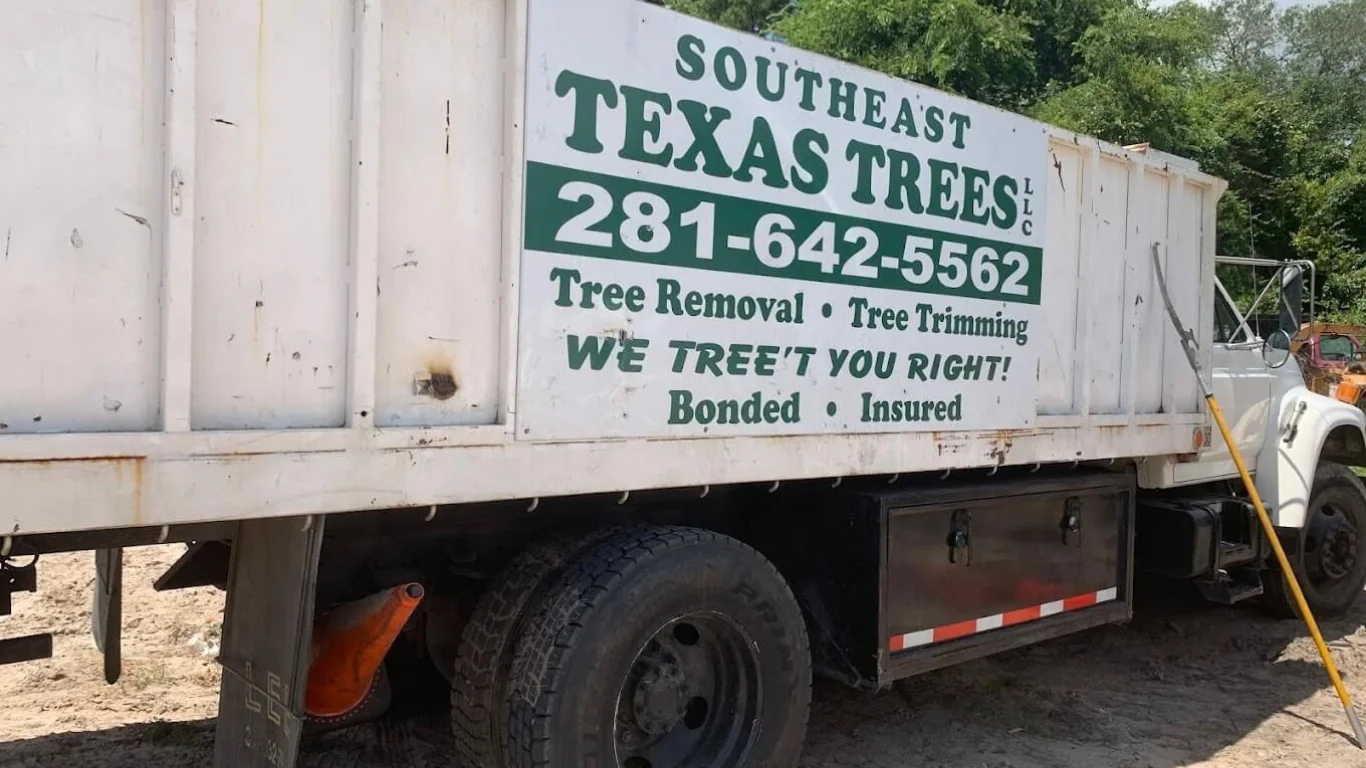 SOUTHEAST
TEXAS TREES LLC
281-642-5562
Tree Removal • Tree Trimming
WE TREE'T YOU RIGHT!
Bonded • Insured